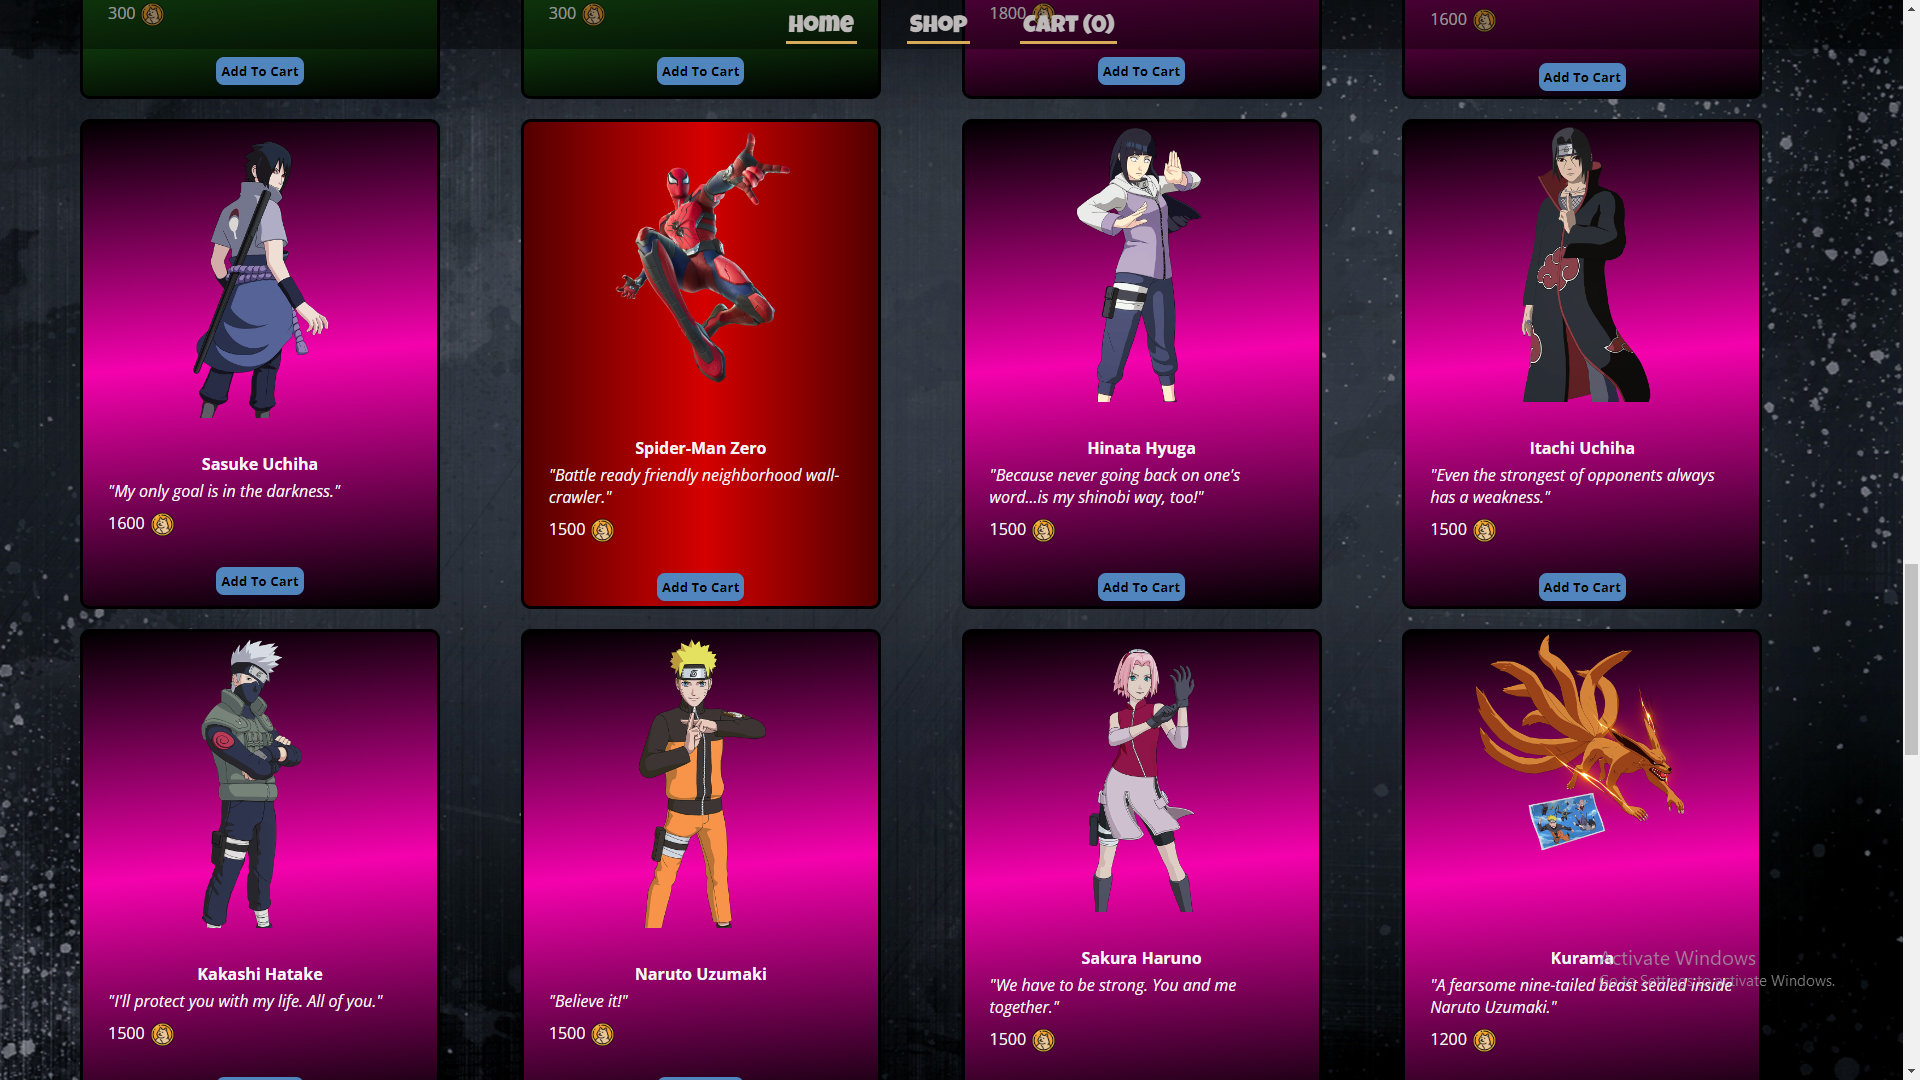 HOME SHOP CART (0)
300
300
1800
1600
Add To Cart
Add To Cart
Add To Cart
Add To Cart
Sasuke Uchiha
"My only goal is in the darkness."
1600
Add To Cart
Spider-Man Zero
"Battle ready friendly neighborhood wall-
crawler."
1500
Add To Cart
Hinata Hyuga
"Because never going back on one's
word...is my shinobi way, too!"
1500
Add To Cart
Itachi Uchiha
"Even the strongest of opponents always
has a weakness."
1500
Add To Cart
Kakashi Hatake
"I'll protect you with my life. All of you."
1500
Naruto Uzumaki
"Believe it!"
1500
Sakura Haruno
"We have to be strong. You and me
together."
1500
Kurama
"A fearsome nine-tailed beast sealed inside
Naruto Uzumaki."
1200
Activate Windows
Go to Settings to activate Windows.